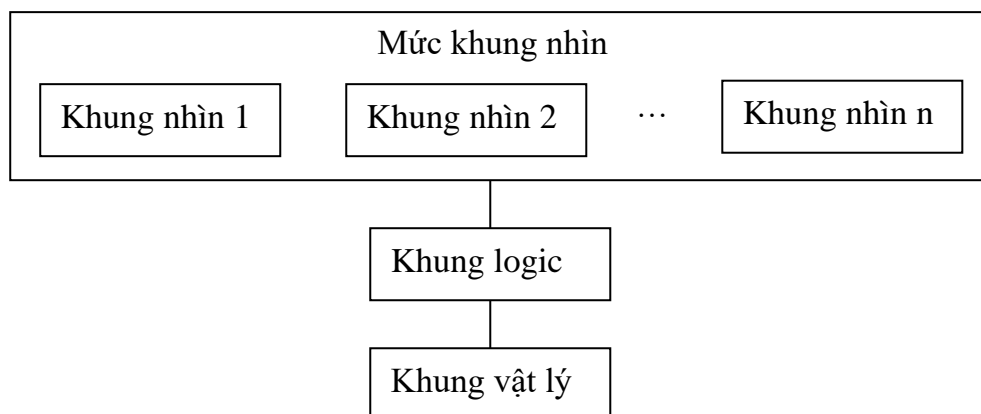 Mức khung nhìn
Khung nhìn 1 Khung nhìn 2 ... Khung nhìn n
Khung logic
Khung vật lý